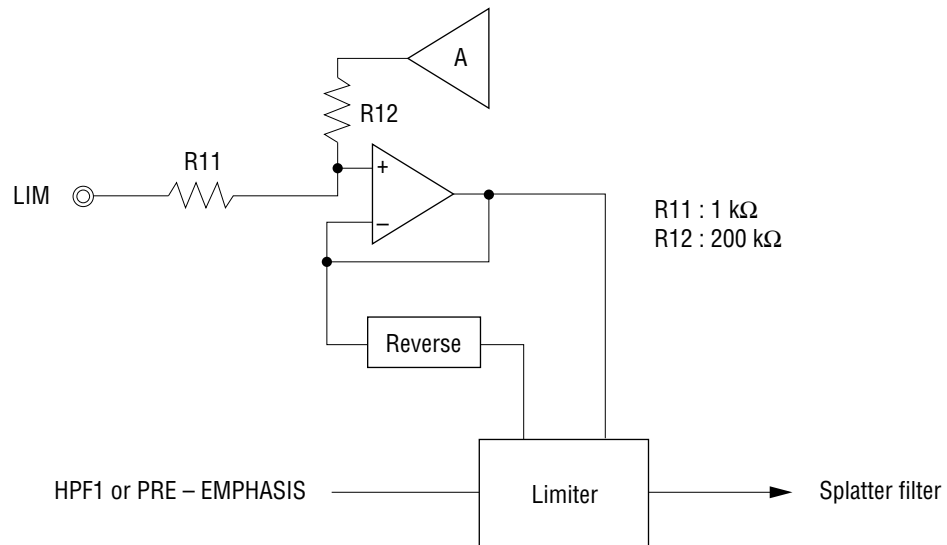 A
R12
R11
+
LIM
–
R11 : 1 kΩ
R12 : 200 kΩ
Reverse
HPF1 or PRE – EMPHASIS
Limiter
Splatter filter